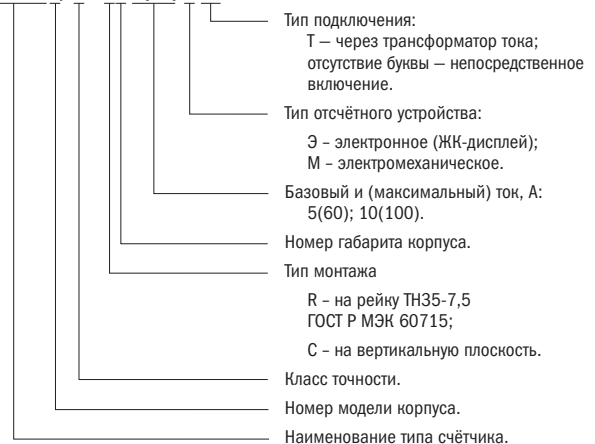 Тип подключения:
Т — через трансформатор тока;
отсутствие буквы — непосредственное
включение.
Тип отсчётного устройства:
Э – электронное (ЖК-дисплей);
М – электромеханическое.
Базовый и (максимальный) ток, А:
5(60); 10(100).
Номер габарита корпуса.
Тип монтажа
R – на рейку ТН35-7,5
ГОСТ Р МЭК 60715;
С – на вертикальную плоскость.
Класс точности.
Номер модели корпуса.
Наименование типа счётчика.